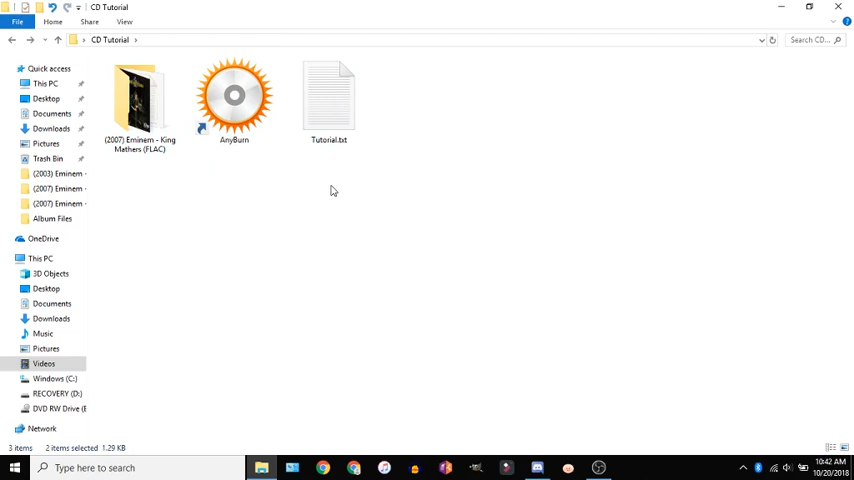 CD Tutorial
File Home Share View
CD Tutorial
Search CD...
Quick access
This PC
Desktop
Documents
Downloads
Pictures
Trash Bin
(2003) Eminem -
(2007) Eminem -
(2007) Eminem -
Album Files
OneDrive
This PC
3D Objects
Desktop
Documents
Downloads
Music
Pictures
Videos
Windows (C:)
RECOVERY (D:)
DVD RW Drive (E
Network
(2007) Eminem - King
Mathers (FLAC)
AnyBurn
Tutorial.txt
3 items 2 items selected 1.29 KB
Type here to search
10:42 AM
10/20/2018